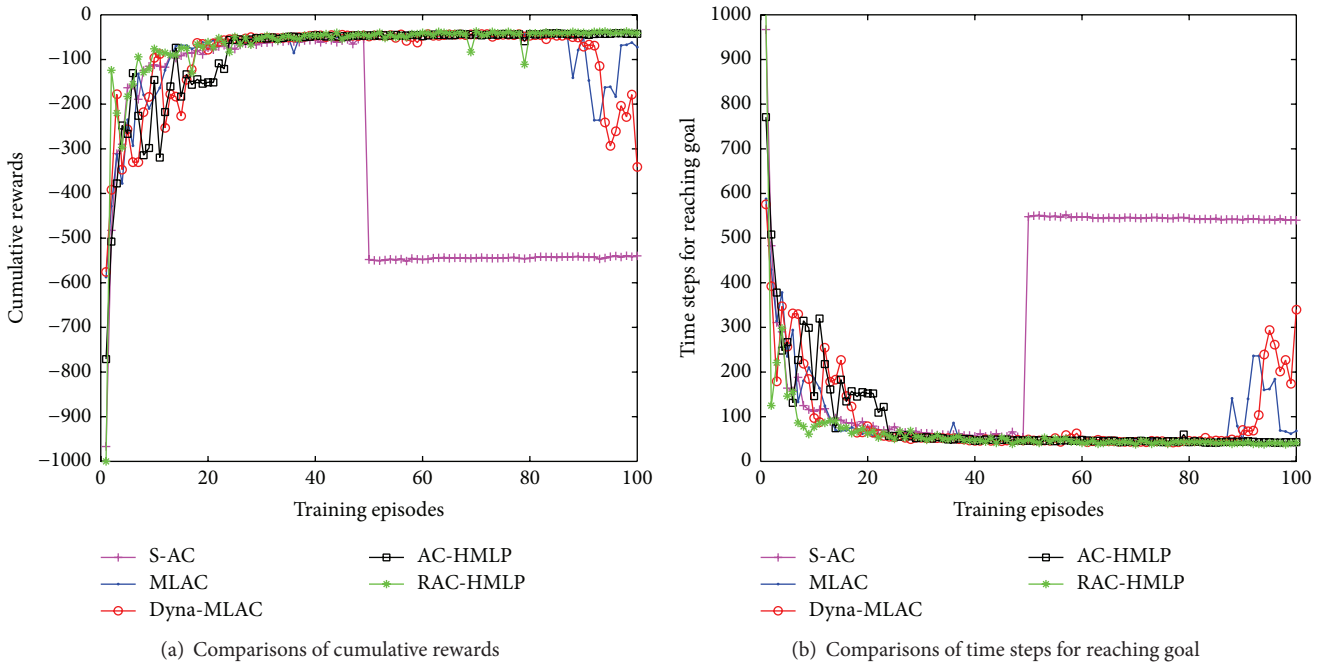 0
−100
−200
−300
−400
−500
−600
−700
−800
−900
−1000
Cumulative rewards
0 20 40 60 80 100
Training episodes
S-AC
MLAC
Dyna-MLAC
AC-HMLP
RAC-HMLP
(a) Comparisons of cumulative rewards
1000
900
800
700
600
500
400
300
200
100
0
Time steps for reaching goal
0 20 40 60 80 100
Training episodes
S-AC
MLAC
Dyna-MLAC
AC-HMLP
RAC-HMLP
(b) Comparisons of time steps for reaching goal